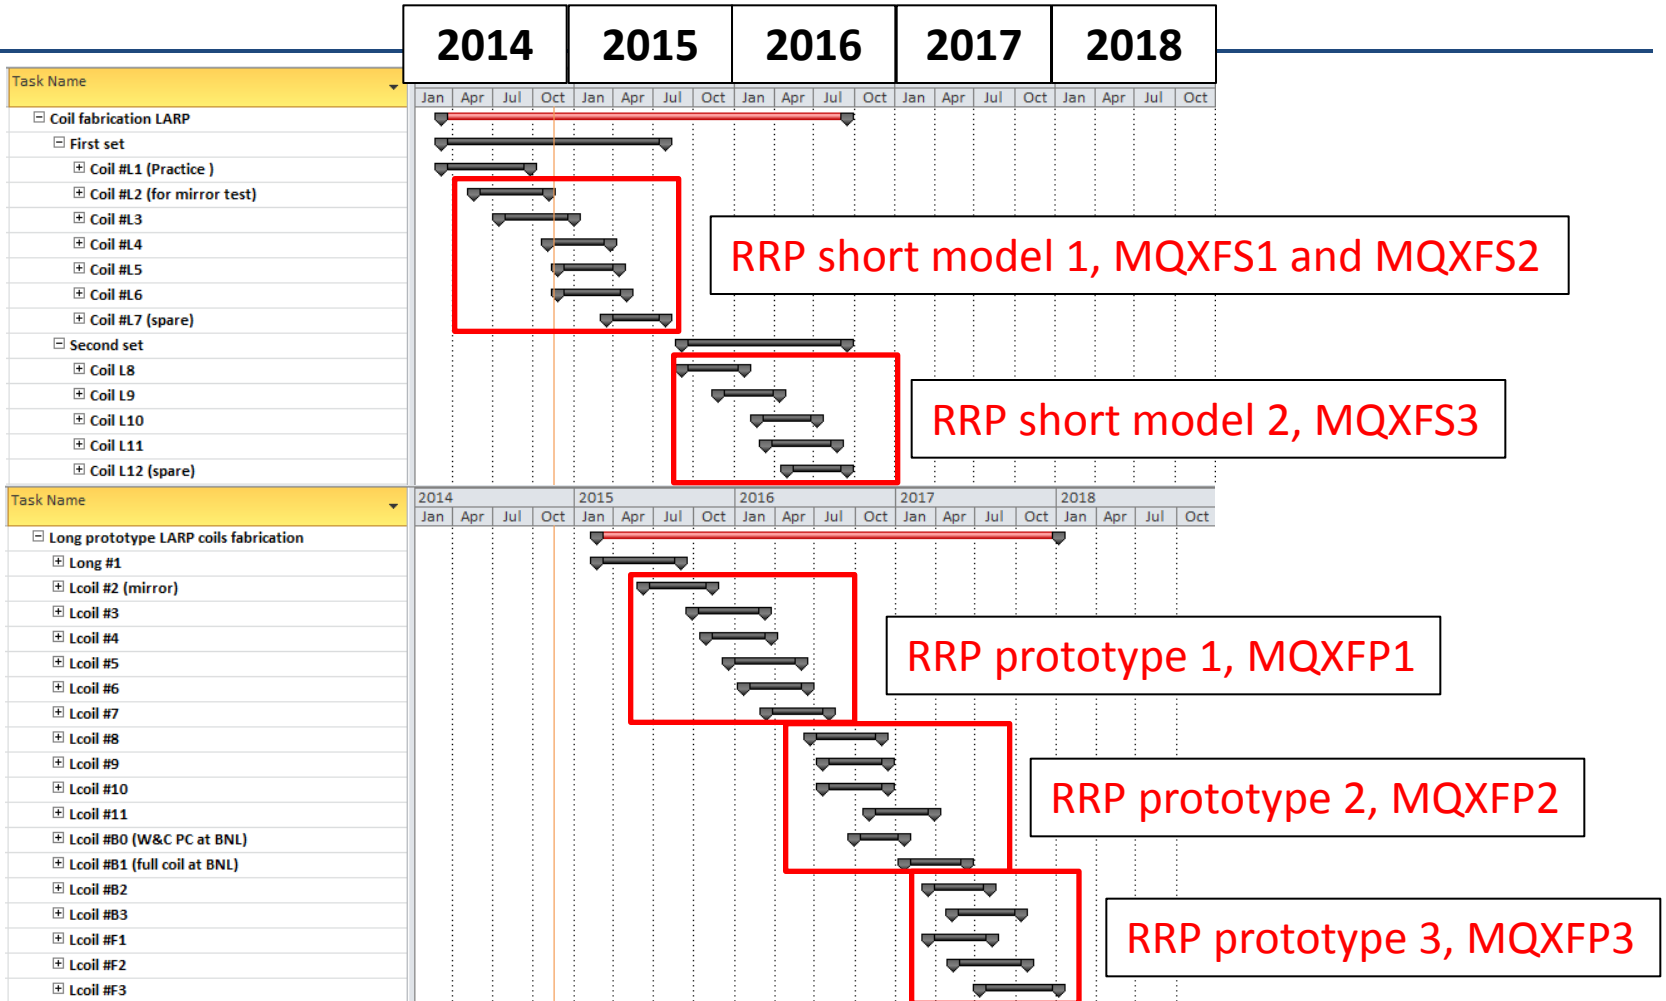 2014 2015 2016 2017 2018
Task Name
Jan Apr Jul Oct Jan Apr Jul Oct Jan Apr Jul Oct Jan Apr Jul Oct Jan Apr Jul Oct
Coil fabrication LARP
First set
Coil #L1 (Practice )
Coil #L2 (for mirror test)
Coil #L3
Coil #L4
Coil #L5
Coil #L6
Coil #L7 (spare)
RRP short model 1, MQXFS1 and MQXFS2
Second set
Coil L8
Coil L9
Coil L10
Coil L11
Coil L12 (spare)
RRP short model 2, MQXFS3
Task Name
2014 2015 2016 2017 2018
Jan Apr Jul Oct Jan Apr Jul Oct Jan Apr Jul Oct Jan Apr Jul Oct Jan Apr Jul Oct
Long prototype LARP coils fabrication
Long #1
Lcoil #2 (mirror)
Lcoil #3
Lcoil #4
Lcoil #5
Lcoil #6
Lcoil #7
RRP prototype 1, MQXFP1
Lcoil #8
Lcoil #9
Lcoil #10
Lcoil #11
Lcoil #B0 (W&C PC at BNL)
Lcoil #B1 (full coil at BNL)
RRP prototype 2, MQXFP2
Lcoil #B2
Lcoil #B3
Lcoil #F1
Lcoil #F2
Lcoil #F3
RRP prototype 3, MQXFP3